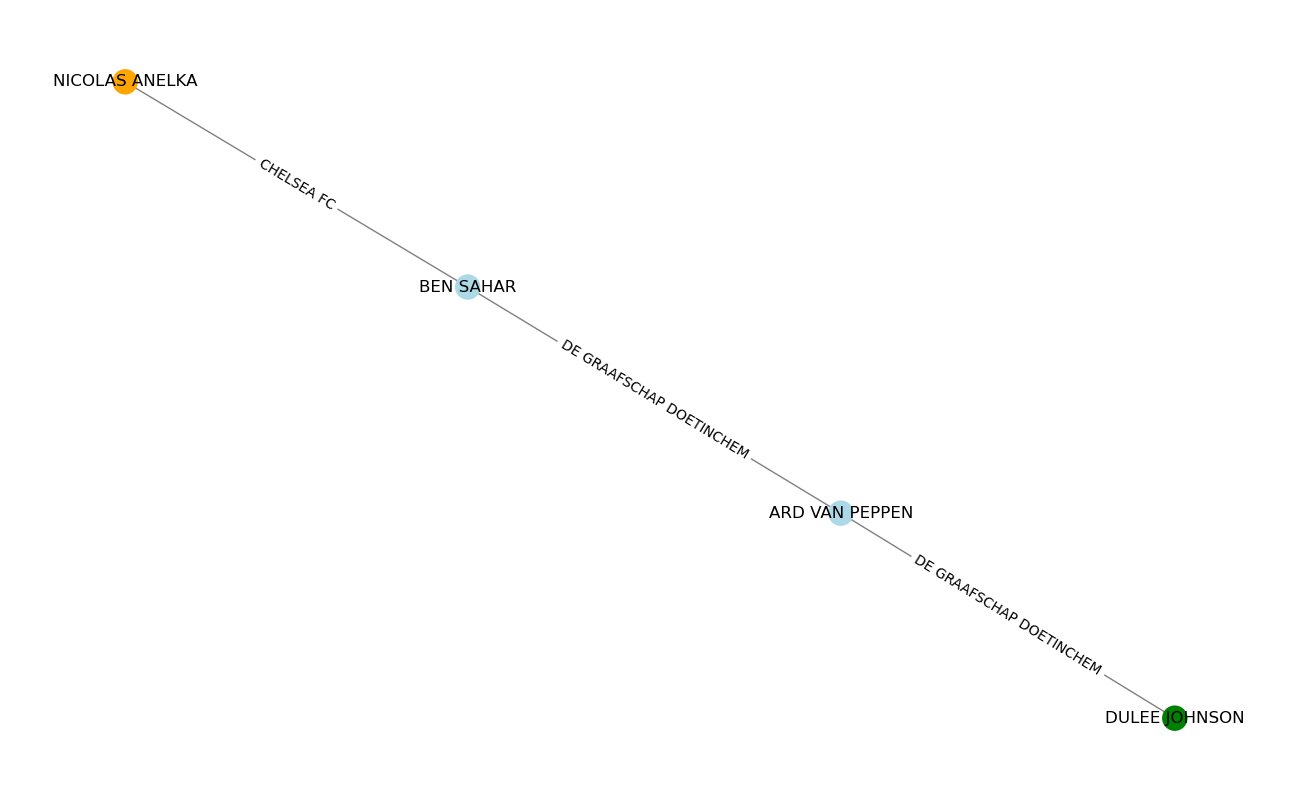 NICOLAS ANELKA
CHELSEA FC
BEN SAHAR
DE GRAAFSCHAP DOETINCHEM
ARD VAN PEPPEN
DE GRAAFSCHAP DOETINCHEM
DULEE JOHNSON